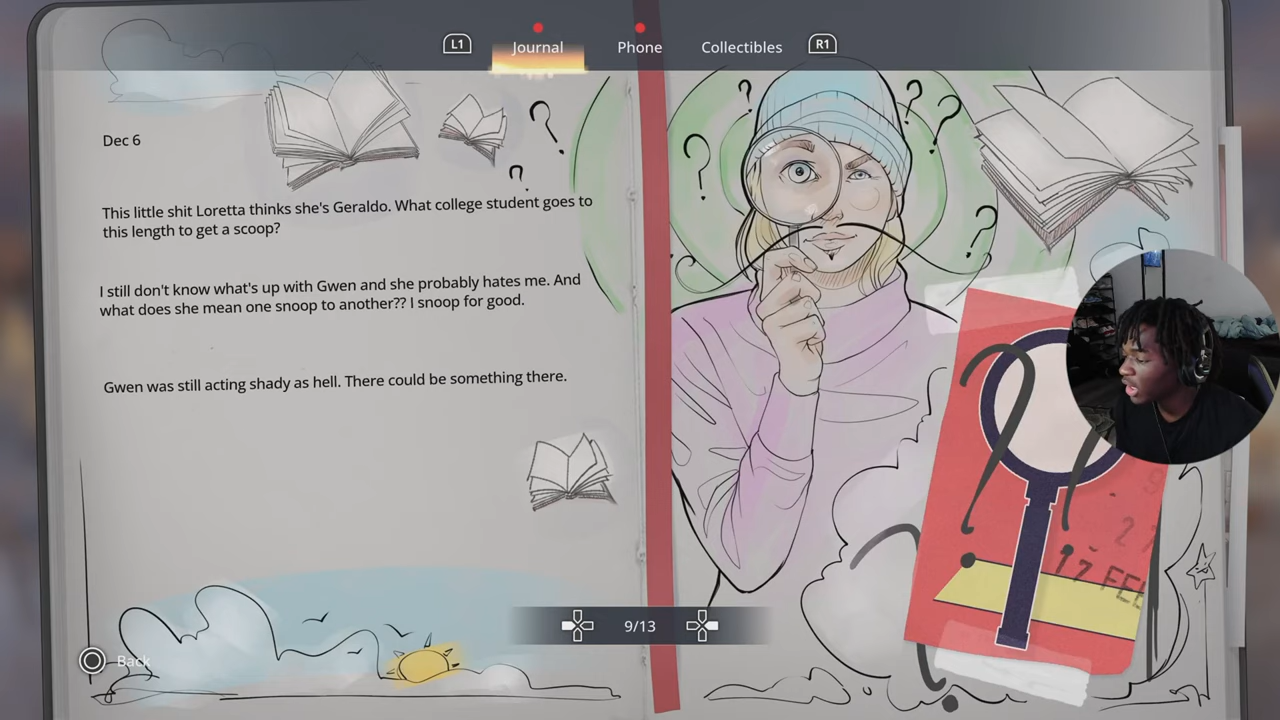 L1 Journal Phone Collectibles R1
Dec 6
This little shit Loretta thinks she's Geraldo. What college student goes to
this length to get a scoop?
I still don't know what's up with Gwen and she probably hates me. And
what does she mean one snoop to another?? I snoop for good.
Gwen was still acting shady as hell. There could be something there.
? ?
? ? ? ? ?
? ?
17 FEB
9/13
Back